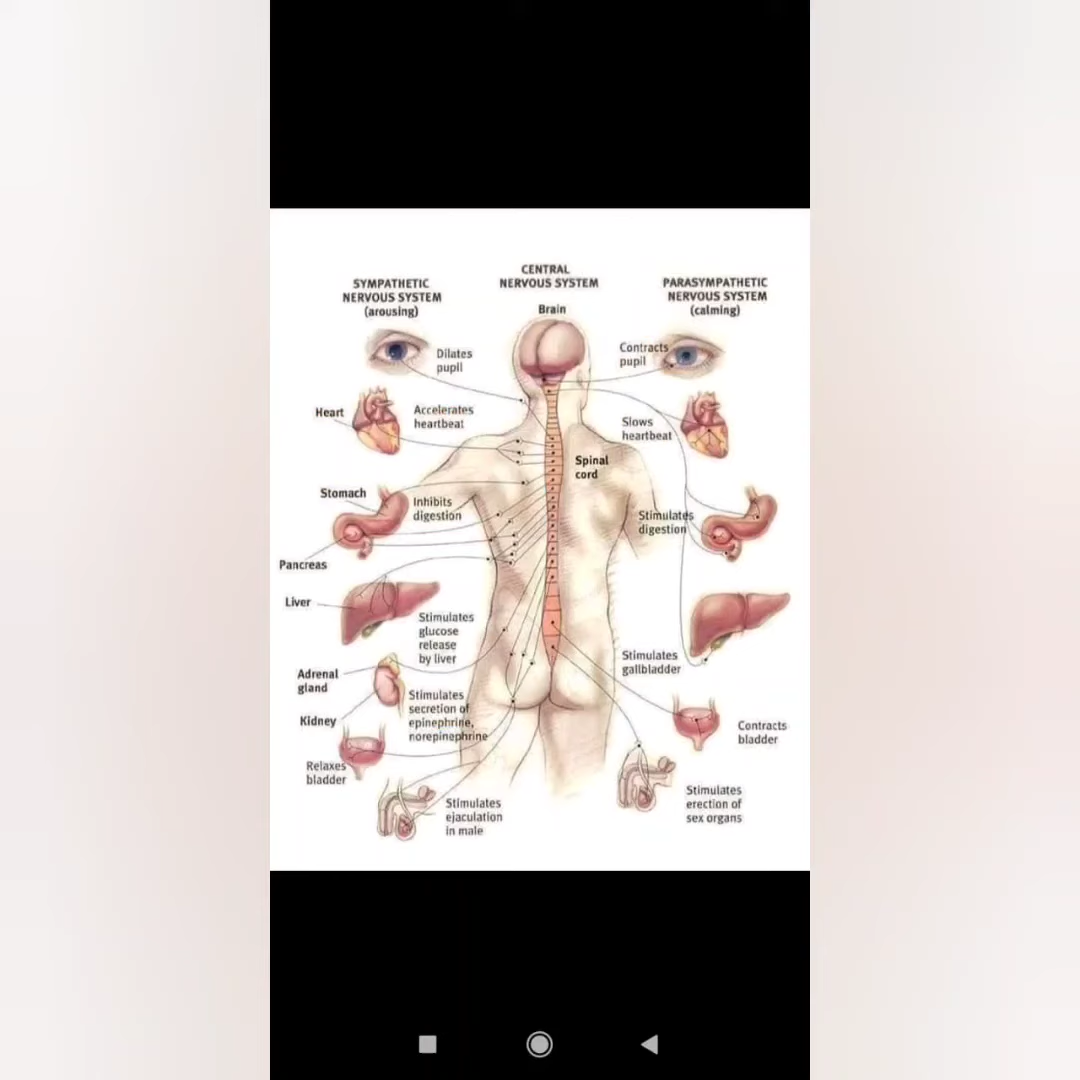 CENTRAL
NERVOUS SYSTEM
SYMPATHETIC
NERVOUS SYSTEM
(arousing)
PARASYMPATHETIC
NERVOUS SYSTEM
(calming)
Brain
Dilates
pupil
Contracts
pupil
Heart
Accelerates
heartbeat
Slows
heartbeat
Spinal
cord
Stomach
Inhibits
digestion
Stimulates
digestion
Pancreas
Liver
Stimulates
glucose
release
by liver
Stimulates
gallbladder
Adrenal
gland
Kidney
Stimulates
secretion of
epinephrine,
norepinephrine
Contracts
bladder
Relaxes
bladder
Stimulates
ejaculation
in male
Stimulates
erection of
sex organs